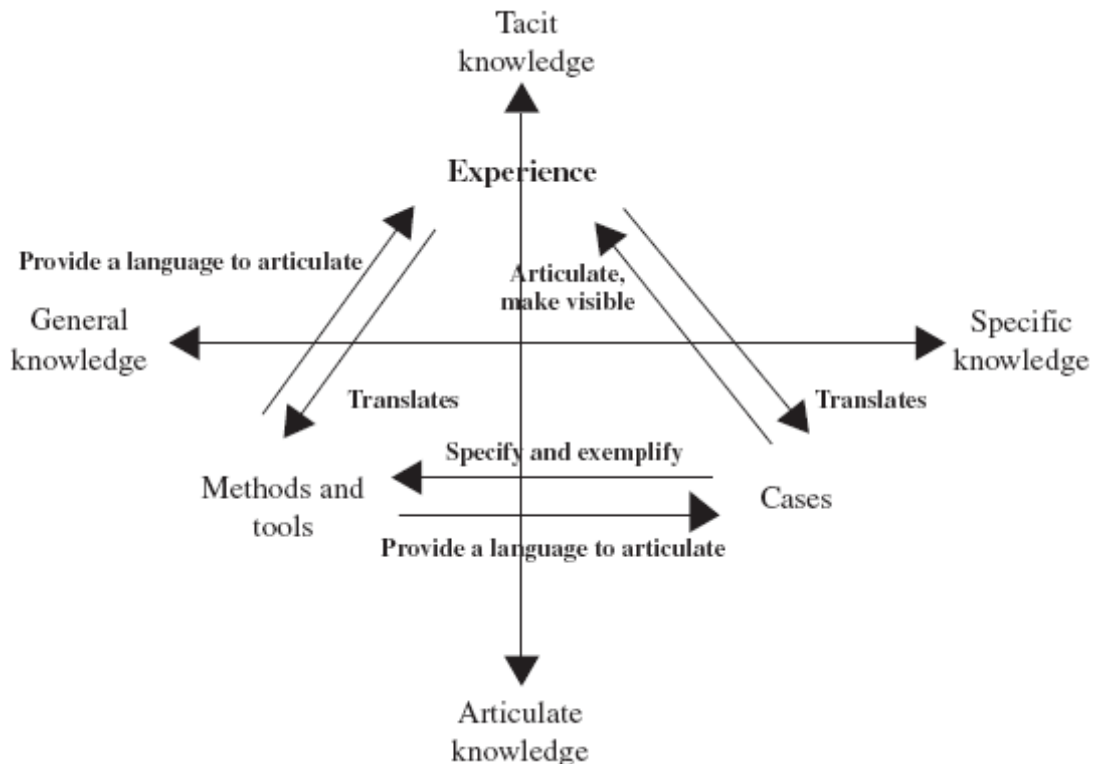 Tacit
knowledge
Experience
Provide a language to articulate
Articulate,
make visible
General
knowledge
Specific
knowledge
Translates
Translates
Specify and exemplify
Methods and
tools
Cases
Provide a language to articulate
Articulate
knowledge